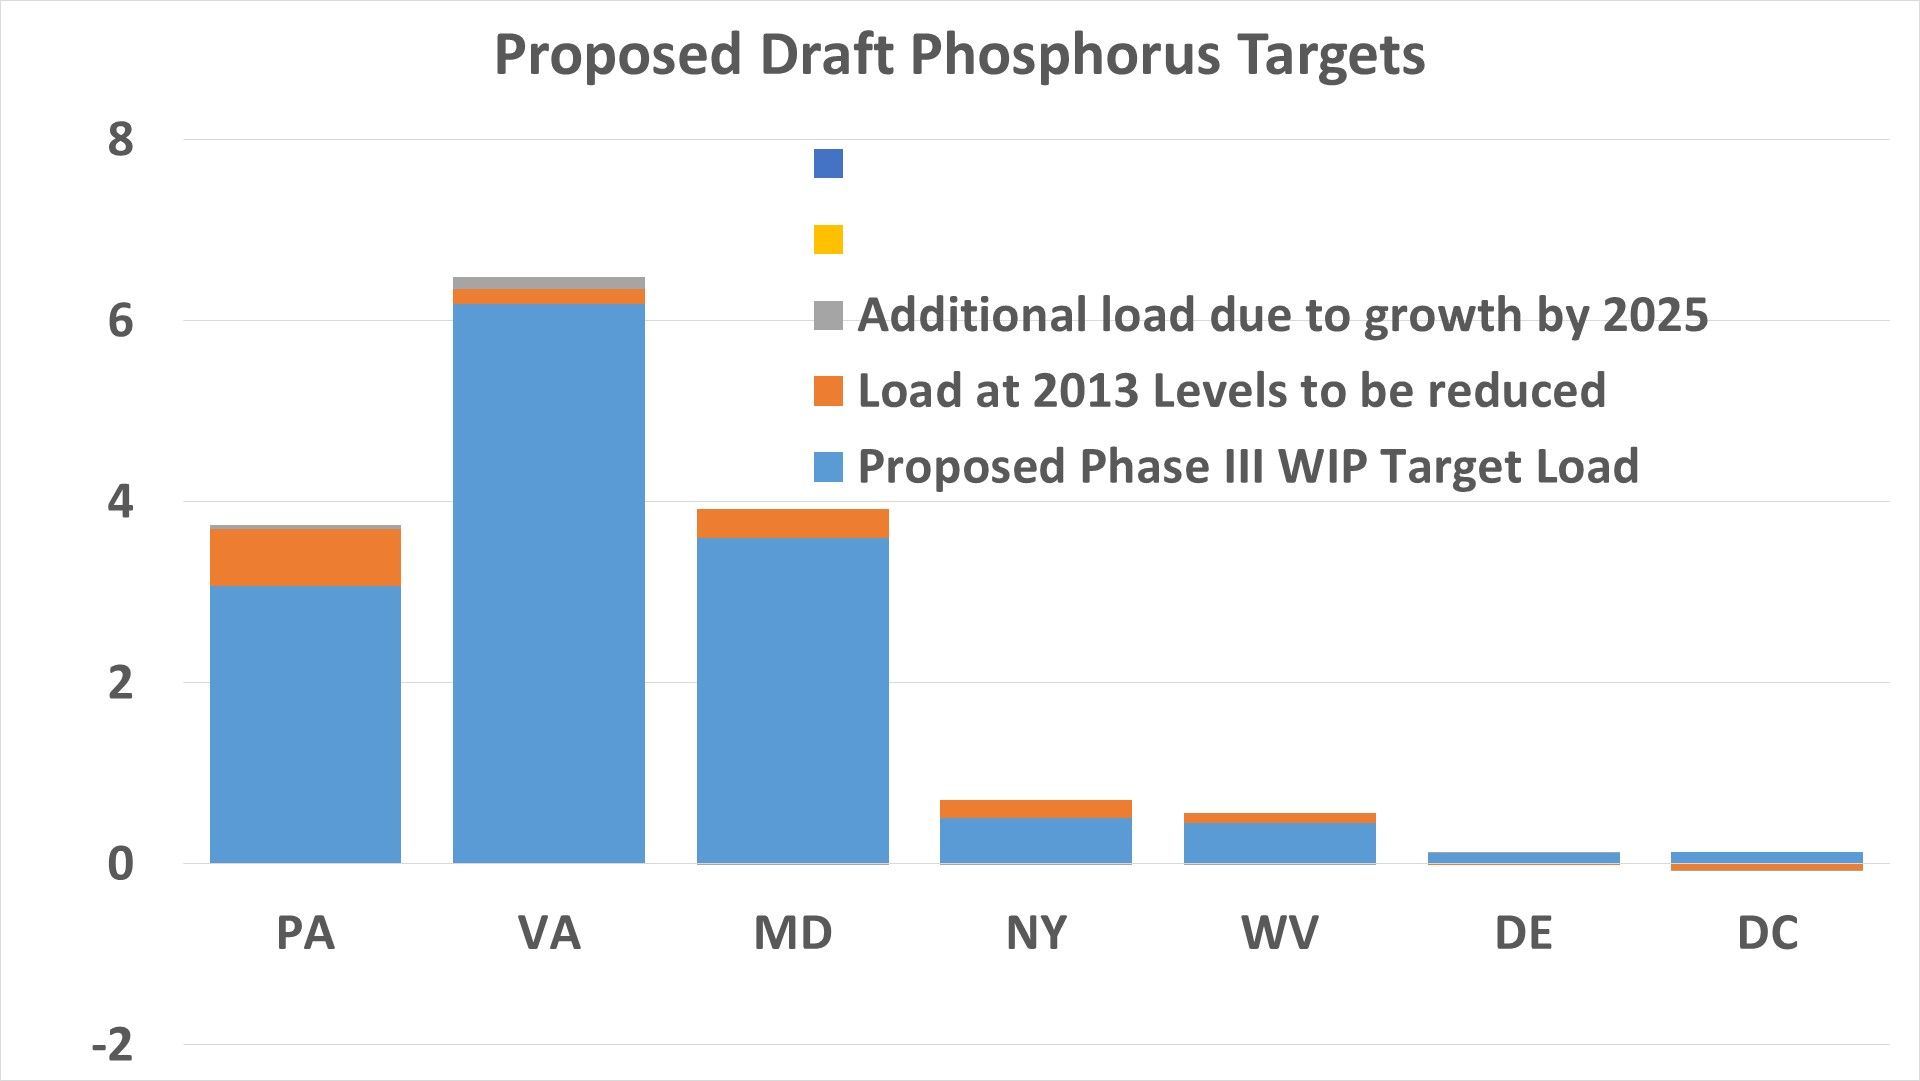 Proposed Draft Phosphorus Targets
8
Additional load due to growth by 2025
6
Load at 2013 Levels to be reduced
Proposed Phase III WIP Target Load
4
2
0
PA VA MD NY WV DE DC
-2